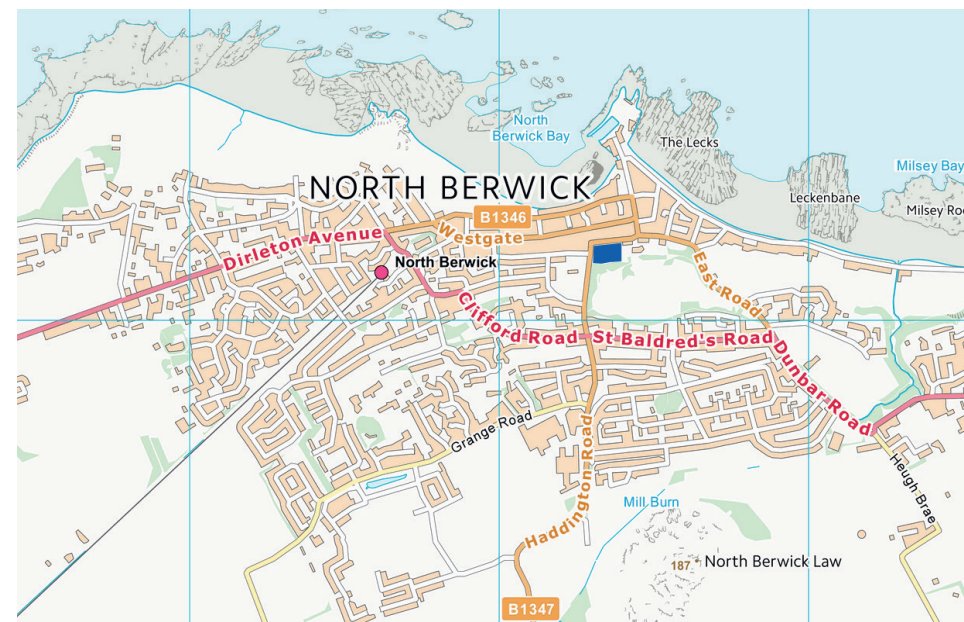 North
Berwick Bay
The Lecks
Milsey Bay
Leckenbane
Milsey Roc
NORTH BERWICK
B1346
Westgate
Dirleton Avenue
North Berwick
East Road
Clifford Road
St Baldred's Road
Dunbar Road
Grange Road
Haddington Road
Heugh Brae
Mill Burn
187
North Berwick Law
B1347